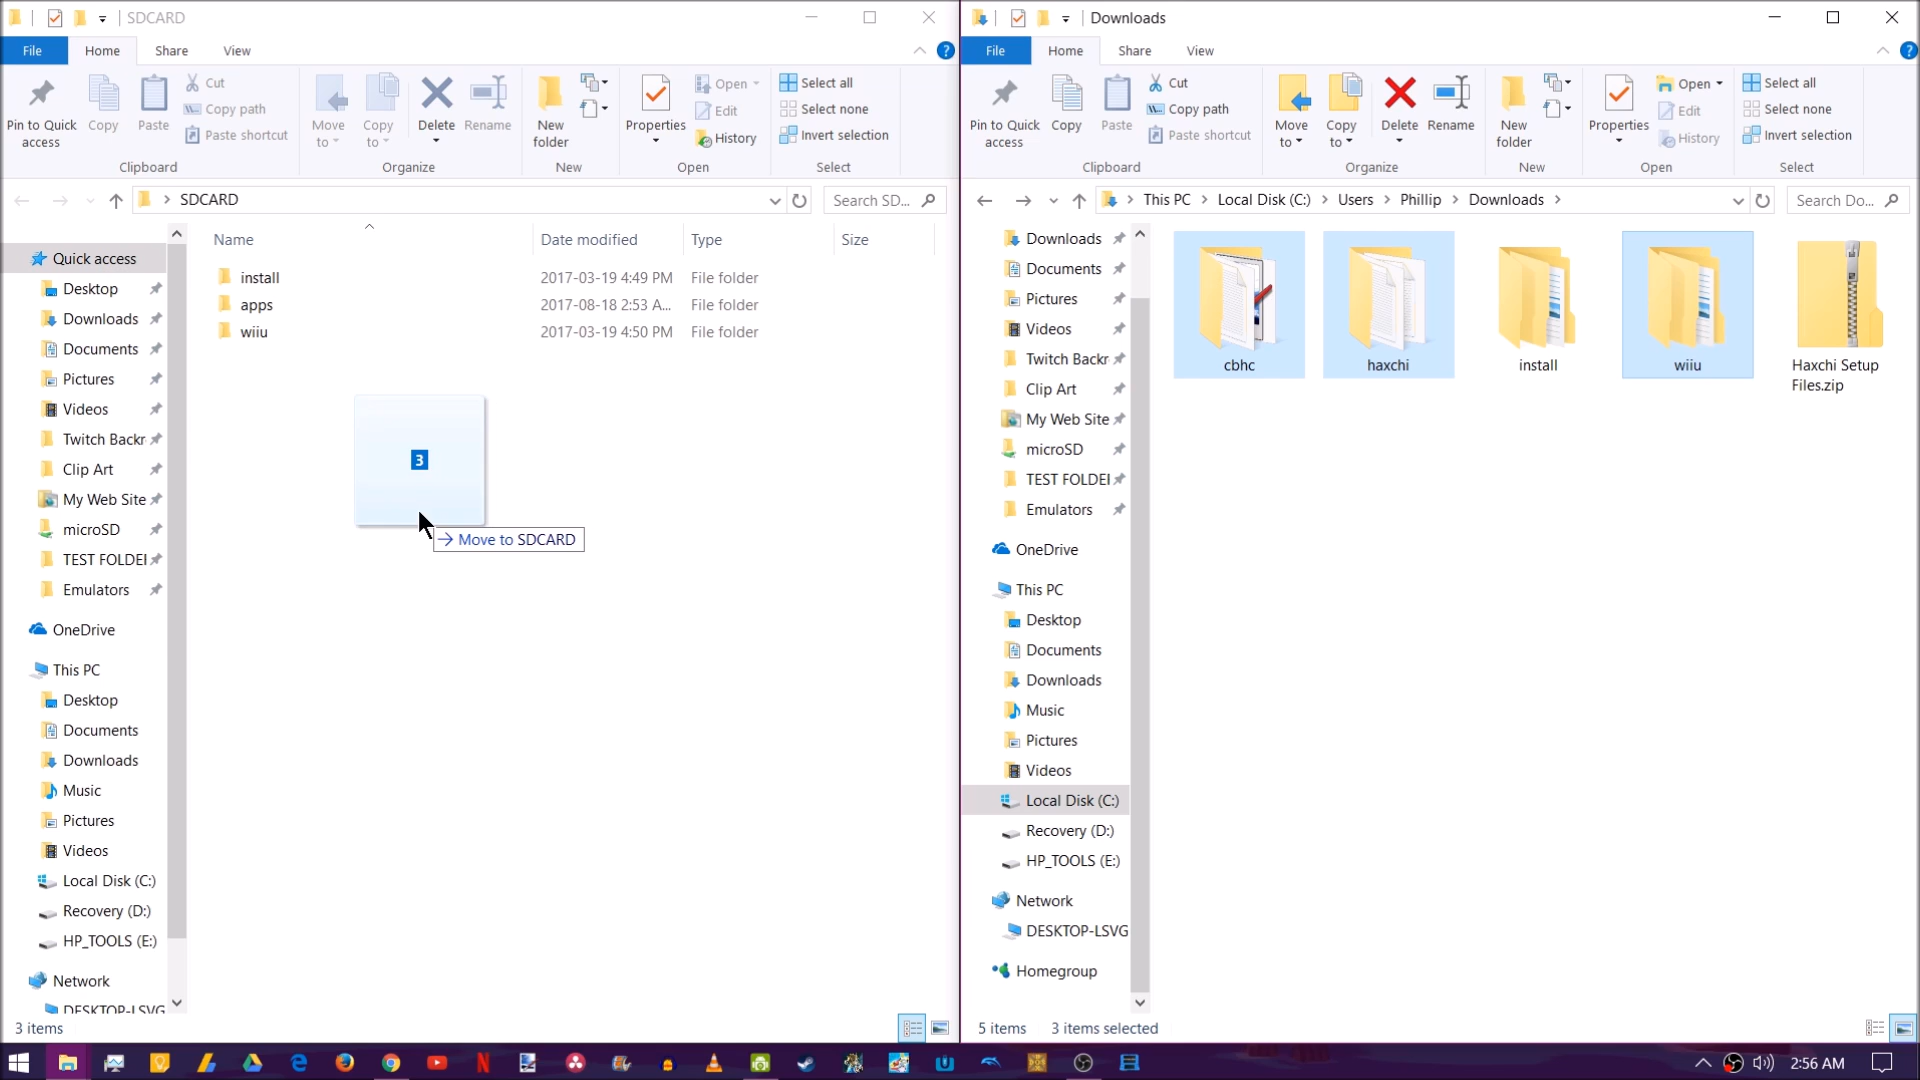 SDCARD
File
Home
Share
View
Pin to Quick access
Copy
Paste
Cut
Copy path
Paste shortcut
Clipboard
Move to
Copy to
Delete
Rename
Organize
New folder
New
Properties
Open
Edit
History
Open
Select all
Select none
Invert selection
Select
SDCARD
Search SD...
Name
Date modified
Type
Size
install 2017-03-19 4:49 PM File folder
apps 2017-08-18 2:53 A... File folder
wiiu 2017-03-19 4:50 PM File folder
3
Move to SDCARD
Quick access
Desktop
Downloads
Documents
Pictures
Videos
Twitch Backr
Clip Art
My Web Site
microSD
TEST FOLDE
Emulators
OneDrive
This PC
Desktop
Documents
Downloads
Music
Pictures
Videos
Local Disk (C:)
Recovery (D:)
HP_TOOLS (E:)
Network
DESKTOP-LSVG
3 items
Downloads
File
Home
Share
View
Pin to Quick access
Copy
Paste
Cut
Copy path
Paste shortcut
Clipboard
Move to
Copy to
Delete
Rename
Organize
New folder
New
Properties
Open
Edit
History
Open
Select all
Select none
Invert selection
Select
This PC
Local Disk (C:)
Users
Phillip
Downloads
Search Do...
Downloads
Documents
Pictures
Videos
Twitch Backr
Clip Art
My Web Site
microSD
TEST FOLDE
Emulators
OneDrive
This PC
Desktop
Documents
Downloads
Music
Pictures
Videos
Local Disk (C:)
Recovery (D:)
HP_TOOLS (E:)
Network
DESKTOP-LSVG
Homegroup
cbhc
haxchi
install
wiiu
Haxchi Setup
Files.zip
5 items
3 items selected
2:56 AM